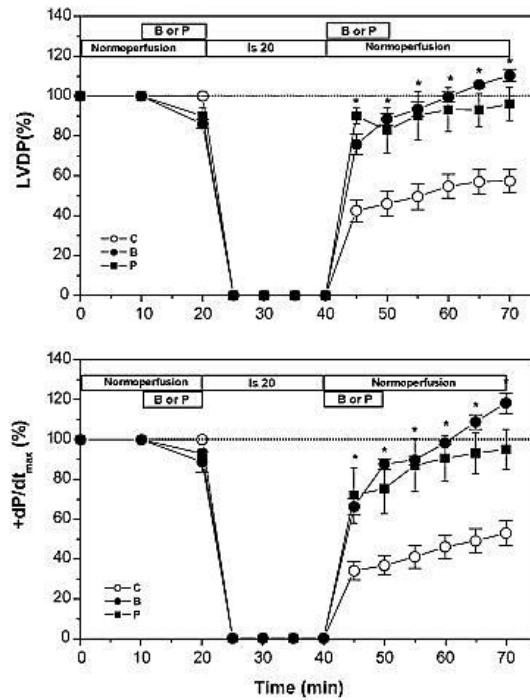 B or P B or P
Normoperfusion Is 20 Normoperfusion
140
120
100
80
60
40
20
0
LVDP(%)
* * * * * *
C
B
P
0 10 20 30 40 50 60 70
140
120
100
80
60
40
20
0
+dP/dtmax (%)
Normoperfusion Is 20 Normoperfusion
B or P B or P
* * * * * *
C
B
P
0 10 20 30 40 50 60 70
Time (min)